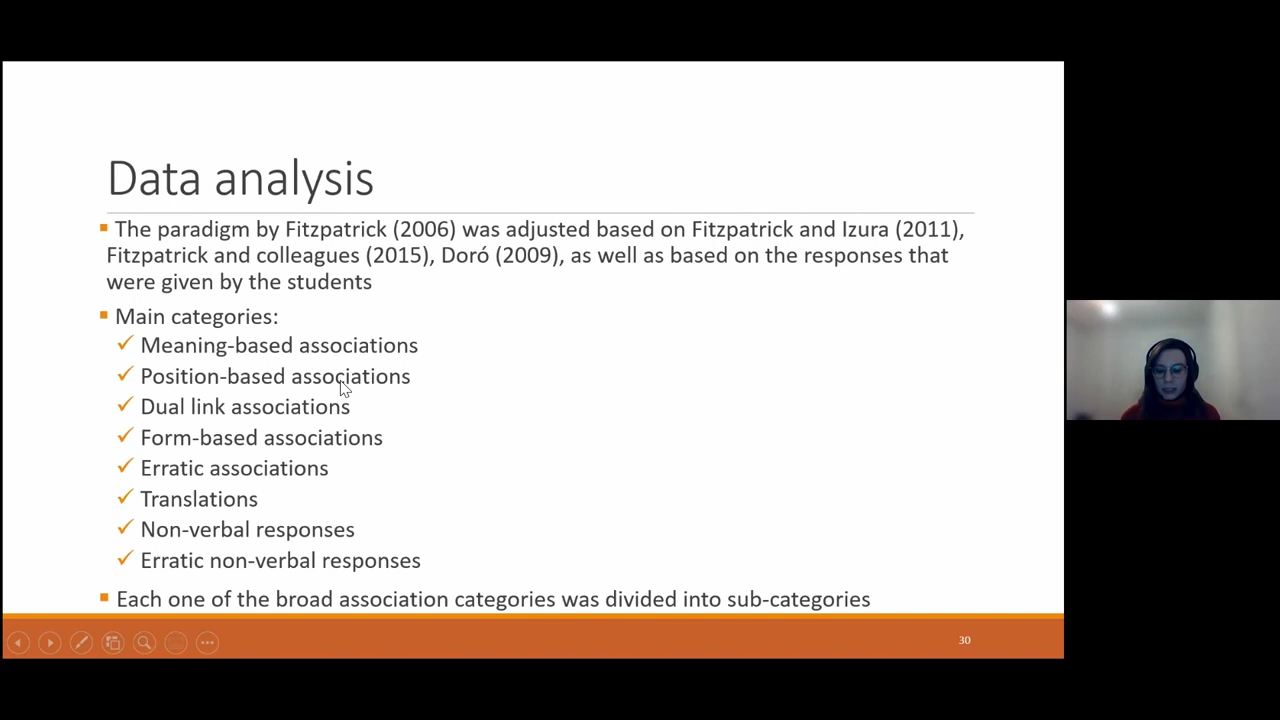 Data analysis
The paradigm by Fitzpatrick (2006) was adjusted based on Fitzpatrick and Izura (2011),
Fitzpatrick and colleagues (2015), Doró (2009), as well as based on the responses that
were given by the students
Main categories:
Meaning-based associations
Position-based associations
Dual link associations
Form-based associations
Erratic associations
Translations
Non-verbal responses
Erratic non-verbal responses
Each one of the broad association categories was divided into sub-categories
30